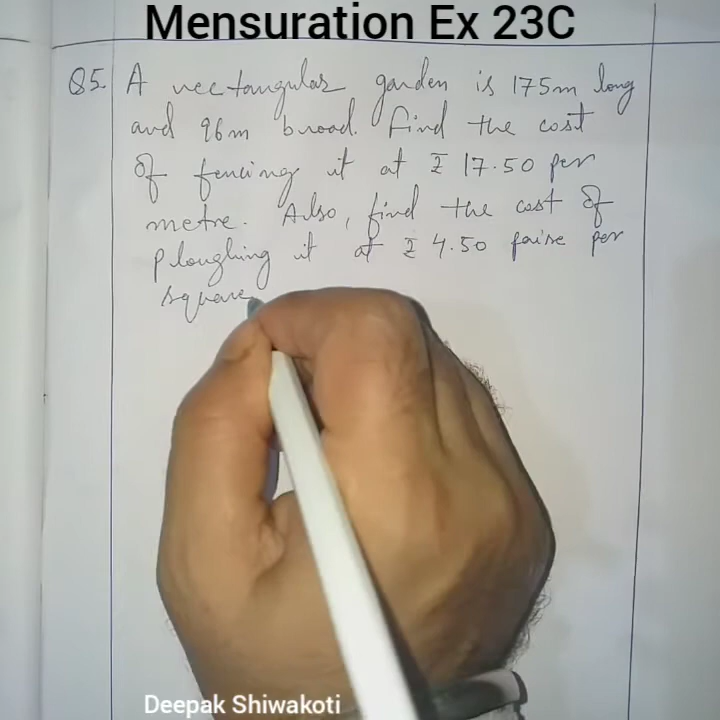 Mensuration Ex 23C
Q5. A rectangular garden is 175m long
and 96m broad. Find the cost
of fencing it at ₹ 17.50 per
metre. Also, find the cost of
ploughing it at ₹ 4.50 paise per
square
Deepak Shiwakoti